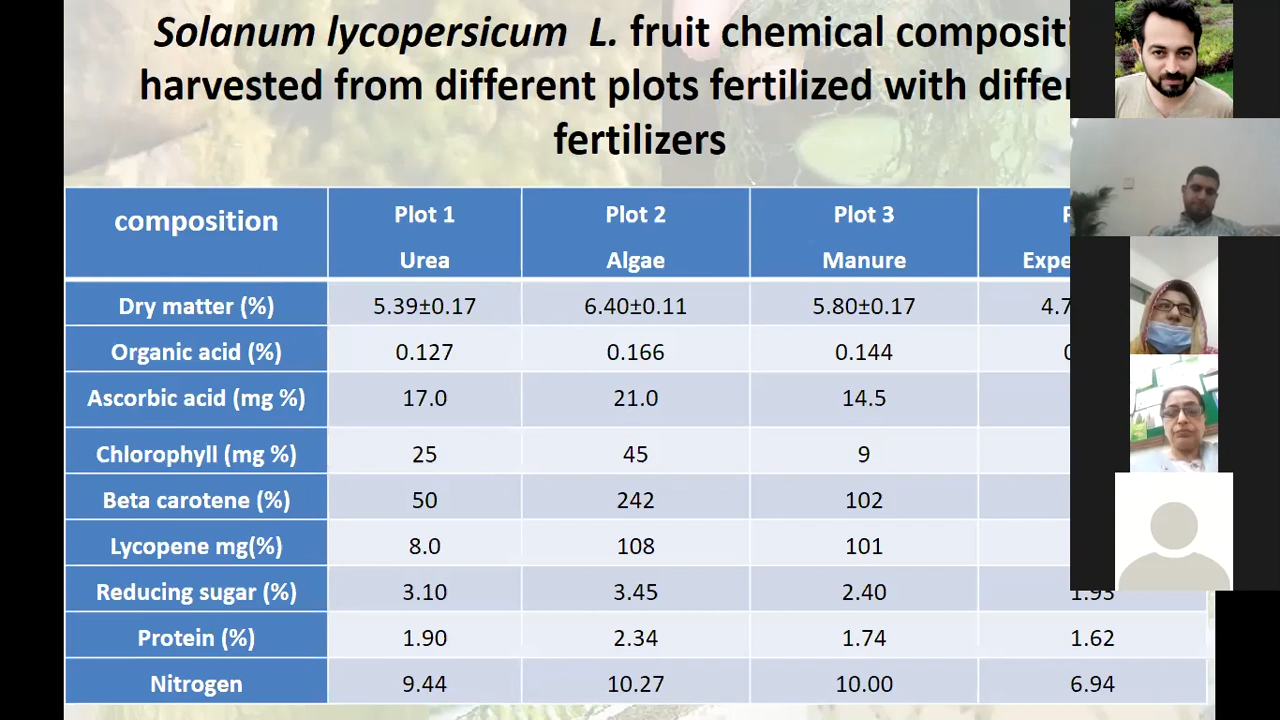 Solanum lycopersicum L. fruit chemical
harvested from different plots fertilized with
fertilizers
composition Plot 1 Plot 2 Plot 3
Urea Algae Manure
Dry matter (%) 5.39±0.17 6.40±0.11 5.80±0.17
Organic acid (%) 0.127 0.166 0.144
Ascorbic acid (mg %) 17.0 21.0 14.5
Chlorophyll (mg %) 25 45 9
Beta carotene (%) 50 242 102
Lycopene mg(%) 8.0 108 101
Reducing sugar (%) 3.10 3.45 2.40
Protein (%) 1.90 2.34 1.74 1.62
Nitrogen 9.44 10.27 10.00 6.94